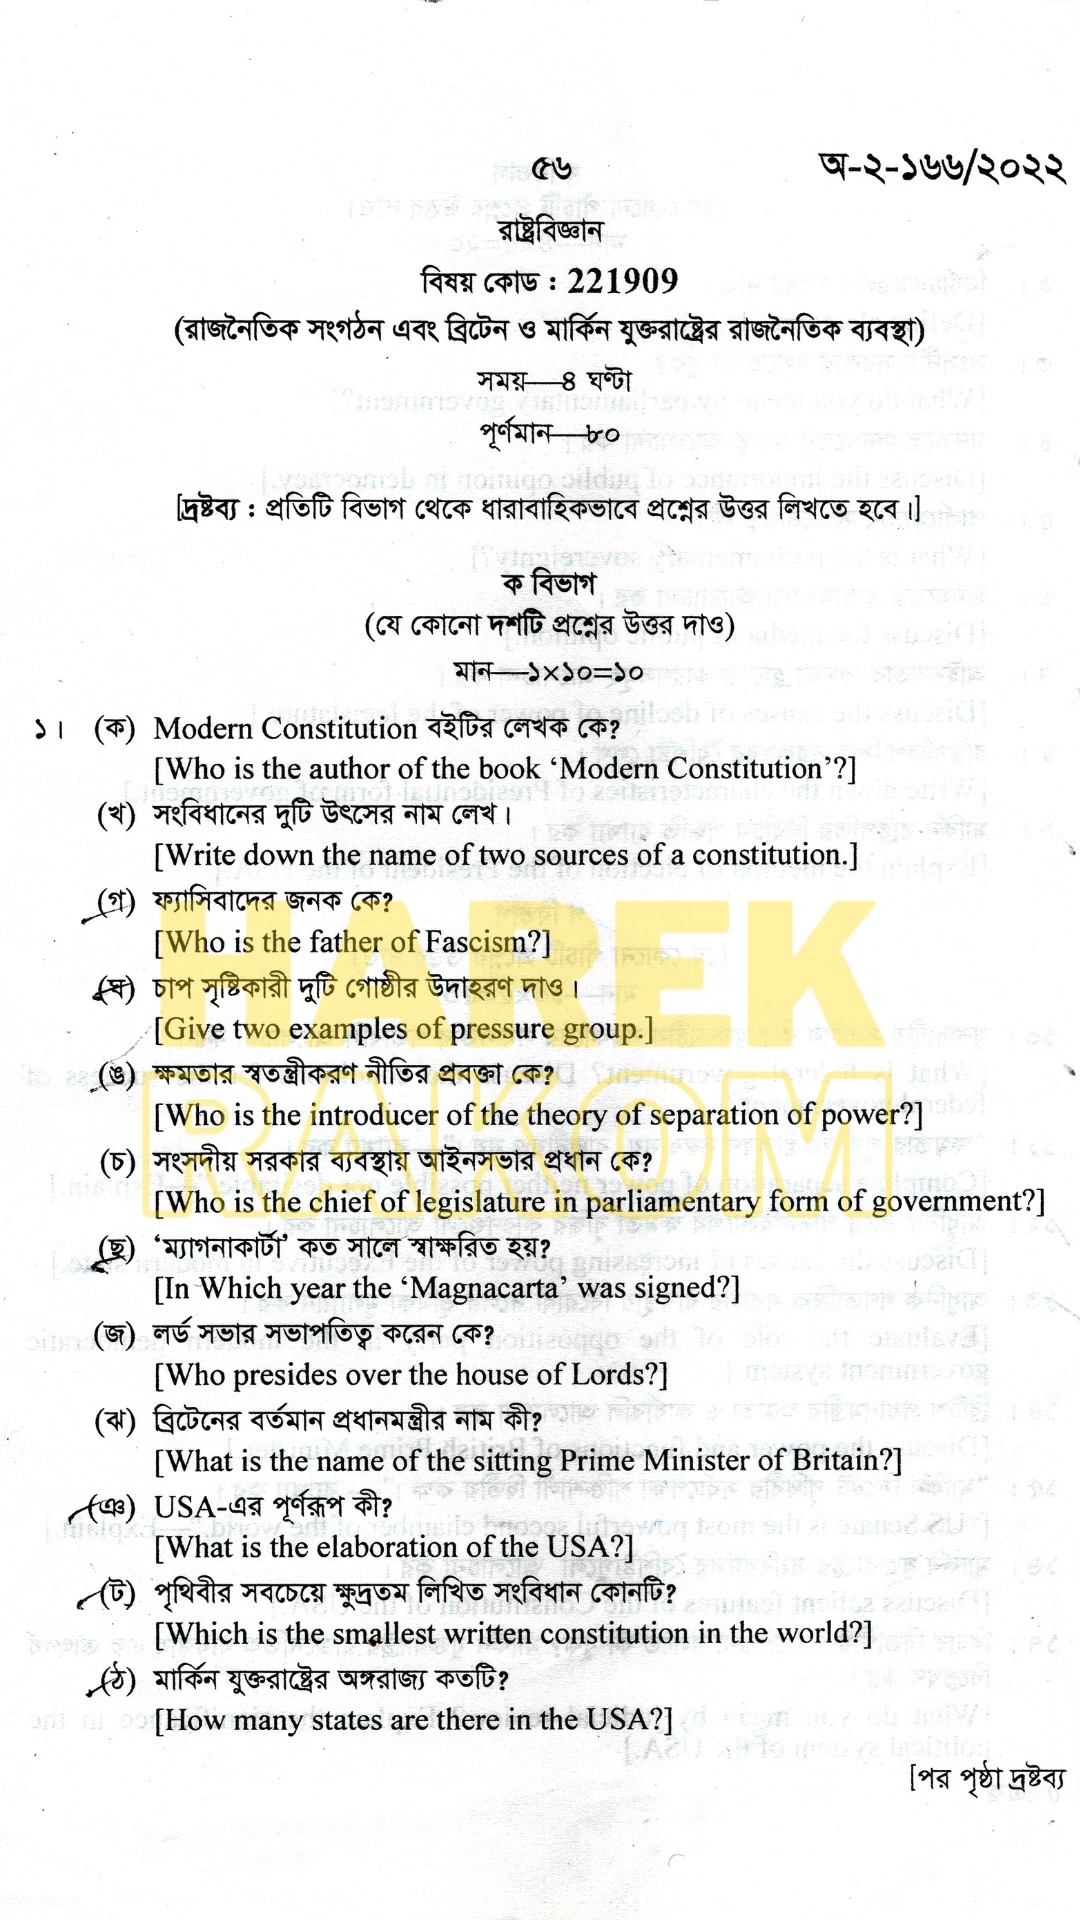 ৫৬
অ-২-১৬৬/২০২২
রাষ্ট্রবিজ্ঞান
বিষয় কোড : 221909
(রাজনৈতিক সংগঠন এবং ব্রিটেন ও মার্কিন যুক্তরাষ্ট্রের রাজনৈতিক ব্যবস্থা)
সময়—৪ ঘণ্টা
পূর্ণমান—৮০
[দ্রষ্টব্য : প্রতিটি বিভাগ থেকে ধারাবাহিকভাবে প্রশ্নের উত্তর লিখতে হবে।]
ক বিভাগ
(যে কোনো দশটি প্রশ্নের উত্তর দাও)
মান—১×১০=১০
১। (ক) Modern Constitution বইটির লেখক কে?
[Who is the author of the book ‘Modern Constitution’?]
(খ) সংবিধানের দুটি উৎসের নাম লেখ।
[Write down the name of two sources of a constitution.]
(গ) ফ্যাসিবাদের জনক কে?
[Who is the father of Fascism?]
(ঘ) চাপ সৃষ্টিকারী দুটি গোষ্ঠীর উদাহরণ দাও।
[Give two examples of pressure group.]
(ঙ) ক্ষমতার স্বতন্ত্রীকরণ নীতির প্রবক্তা কে?
[Who is the introducer of the theory of separation of power?]
(চ) সংসদীয় সরকার ব্যবস্থায় আইনসভার প্রধান কে?
[Who is the chief of legislature in parliamentary form of government?]
(ছ) ‘ম্যাগনাকার্টা’ কত সালে স্বাক্ষরিত হয়?
[In Which year the ‘Magnacarta’ was signed?]
(জ) লর্ড সভার সভাপতিত্ব করেন কে?
[Who presides over the house of Lords?]
(ঝ) ব্রিটেনের বর্তমান প্রধানমন্ত্রীর নাম কী?
[What is the name of the sitting Prime Minister of Britain?]
(ঞ) USA-এর পূর্ণরূপ কী?
[What is the elaboration of the USA?]
(ট) পৃথিবীর সবচেয়ে ক্ষুদ্রতম লিখিত সংবিধান কোনটি?
[Which is the smallest written constitution in the world?]
(ঠ) মার্কিন যুক্তরাষ্ট্রের অঙ্গরাজ্য কতটি?
[How many states are there in the USA?]
[পর পৃষ্ঠা দ্রষ্টব্য
HAREK
RAKOM